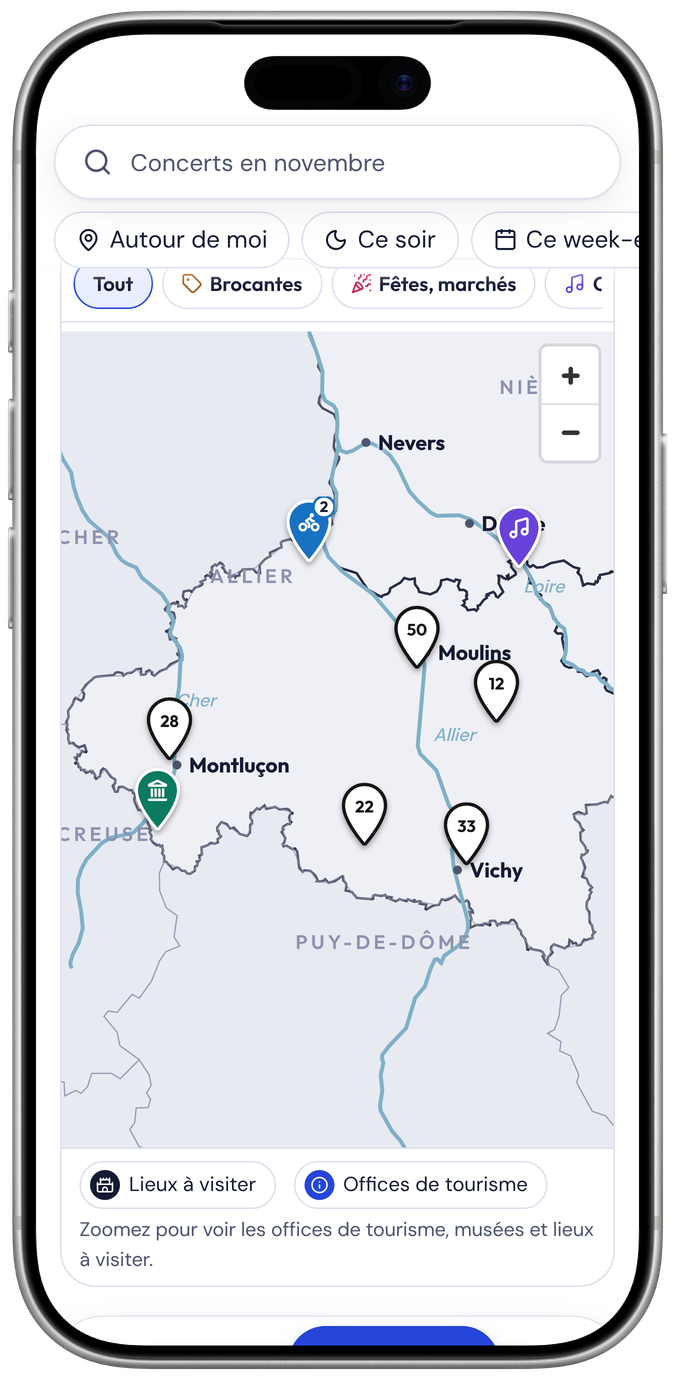 Concerts en novembre
Autour de moi
Ce soir
Ce week-e
Tout
Brocantes
Fêtes, marchés
C
+
−
NIÈ
Nevers
2
D
e
CHER
ALLIER
Loire
50
Moulins
12
Cher
28
Allier
Montluçon
22
33
CREUSE
Vichy
PUY-DE-DÔME
Lieux à visiter
Offices de tourisme
Zoomez pour voir les offices de tourisme, musées et lieux
à visiter.